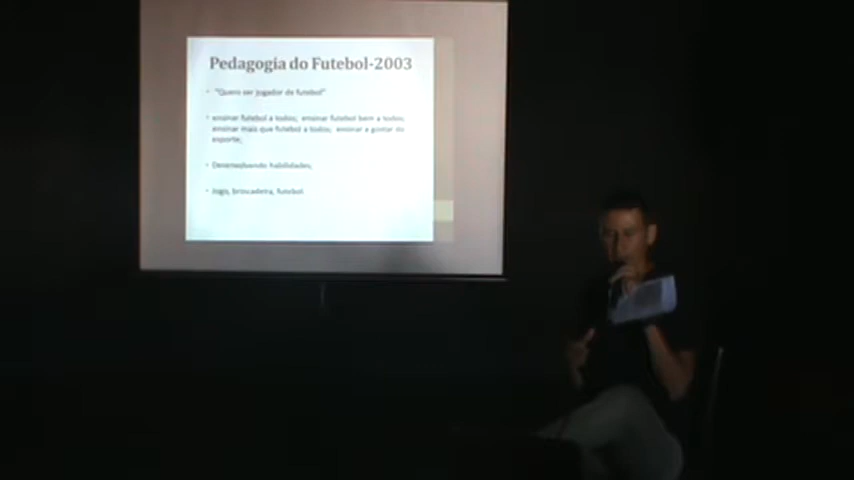 Pedagogia do Futebol-2003
• "Quero ser jogador de futebol"
• ensinar futebol a todos; ensinar futebol bem a todos;
ensinar mais que futebol a todos; ensinar a gostar do
esporte;
• Desenvolvendo habilidades;
• Jogo, brincadeira, futebol